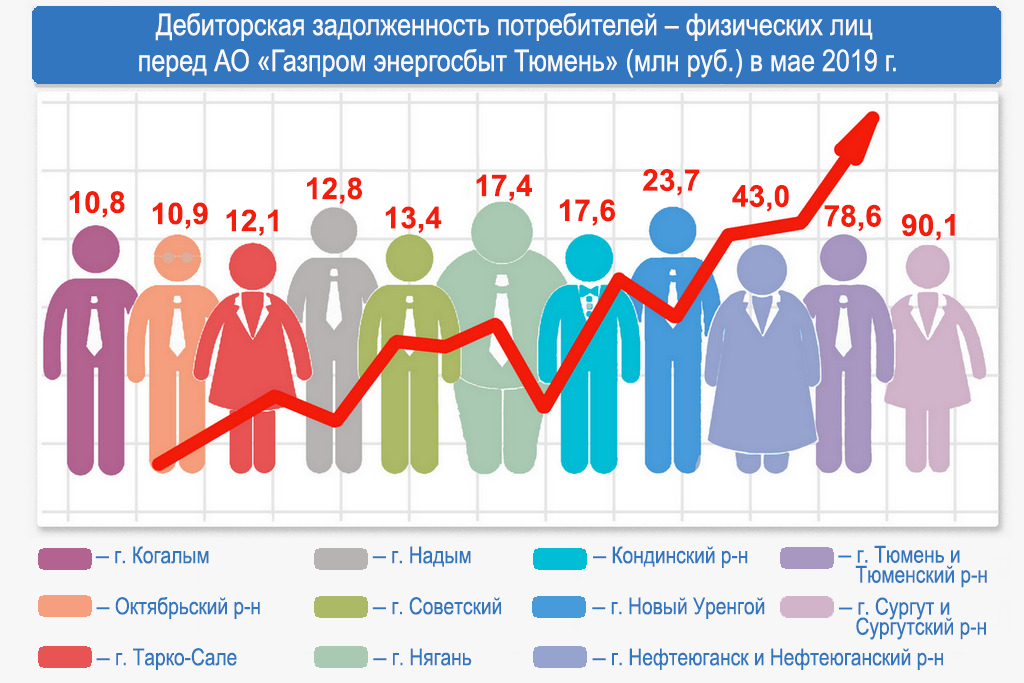 Дебиторская задолженность потребителей – физических лиц
перед АО «Газпром энергосбыт Тюмень» (млн руб.) в мае 2019 г.
10,8
10,9
12,1
12,8
13,4
17,4
17,6
23,7
43,0
78,6
90,1
– г. Когалым
– Октябрьский р-н
– г. Тарко-Сале
– г. Надым
– г. Советский
– г. Нягань
– Кондинский р-н
– г. Новый Уренгой
– г. Нефтеюганск и Нефтеюганский р-н
– г. Тюмень и
Тюменский р-н
– г. Сургут и
Сургутский р-н